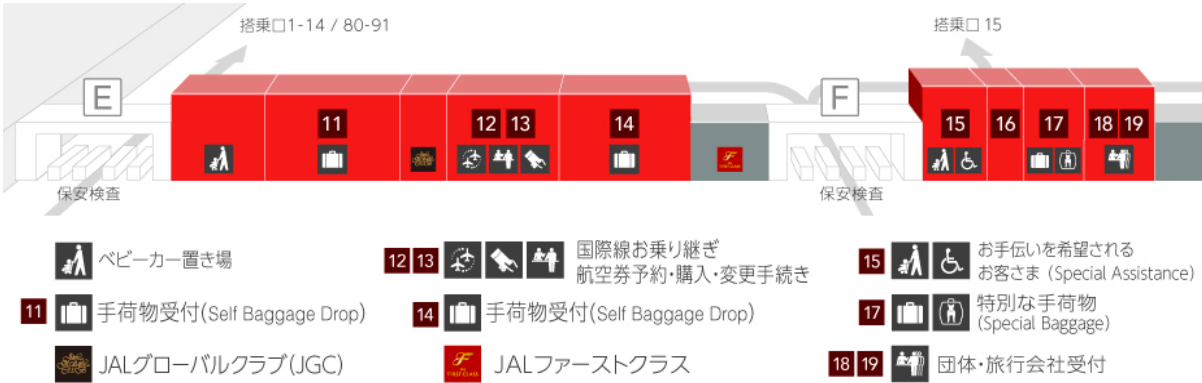 搭乗口1-14 / 80-91
搭乗口 15
E
F
11
12 13
14
15
16
17
18 19
FIRST CLASS
保安検査
保安検査
ベビーカー置き場
11 手荷物受付(Self Baggage Drop)
JALグローバルクラブ(JGC)
12 13 国際線お乗り継ぎ
航空券予約・購入・変更手続き
14 手荷物受付(Self Baggage Drop)
F
FIRST CLASS
JALファーストクラス
15 お手伝いを希望される
お客さま (Special Assistance)
17 特別な手荷物
(Special Baggage)
18 19 団体・旅行会社受付